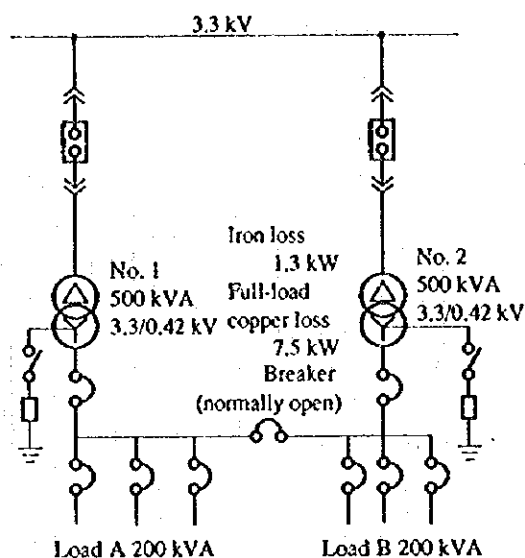 3.3 kV
No. 1
500 kVA
3.3/0.42 kV
Iron loss
1.3 kW
Full-load
copper loss
7.5 kW
Breaker
(normally open)
No. 2
500 kVA
3.3/0.42 kV
Load A 200 kVA
Load B 200 kVA